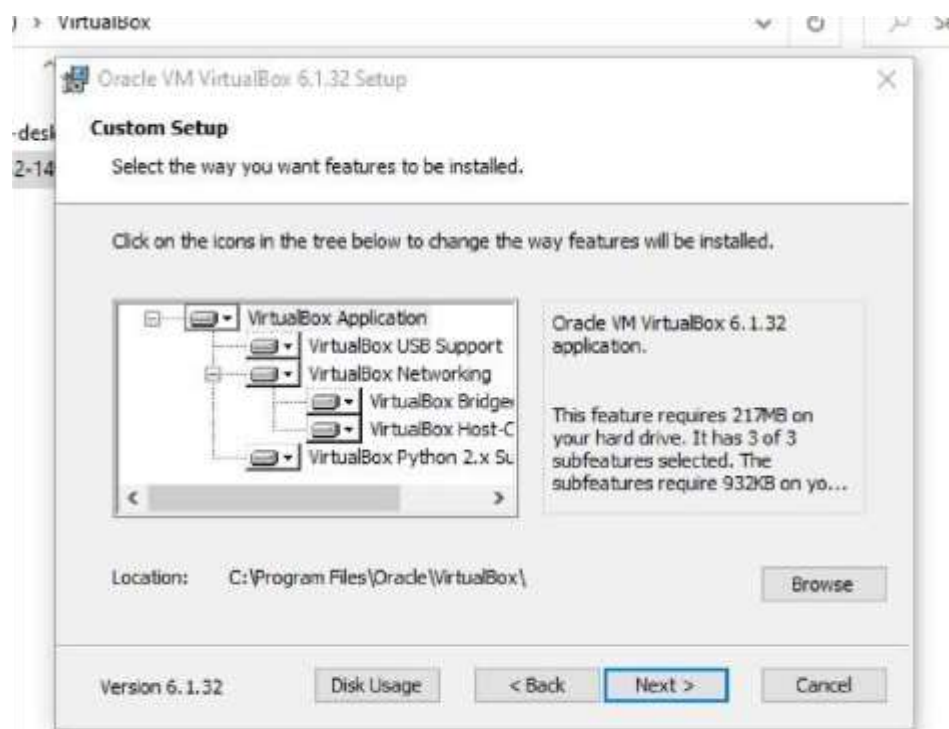 VirtualBox
Oracle VM VirtualBox 6.1.32 Setup
-desk
2-14
Custom Setup
Select the way you want features to be installed.
Click on the icons in the tree below to change the way features will be installed.
VirtualBox Application
VirtualBox USB Support
VirtualBox Networking
VirtualBox Bridge
VirtualBox Host-C
VirtualBox Python 2.x Su
Oracle VM VirtualBox 6.1.32
application.
This feature requires 217MB on
your hard drive. It has 3 of 3
subfeatures selected. The
subfeatures require 932KB on yo...
Location: C:\Program Files\Oracle\VirtualBox\
Browse
Version 6.1.32
Disk Usage
< Back
Next >
Cancel